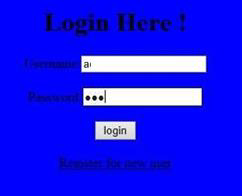 Login Here !
Username:
Password:
login
Register for new user